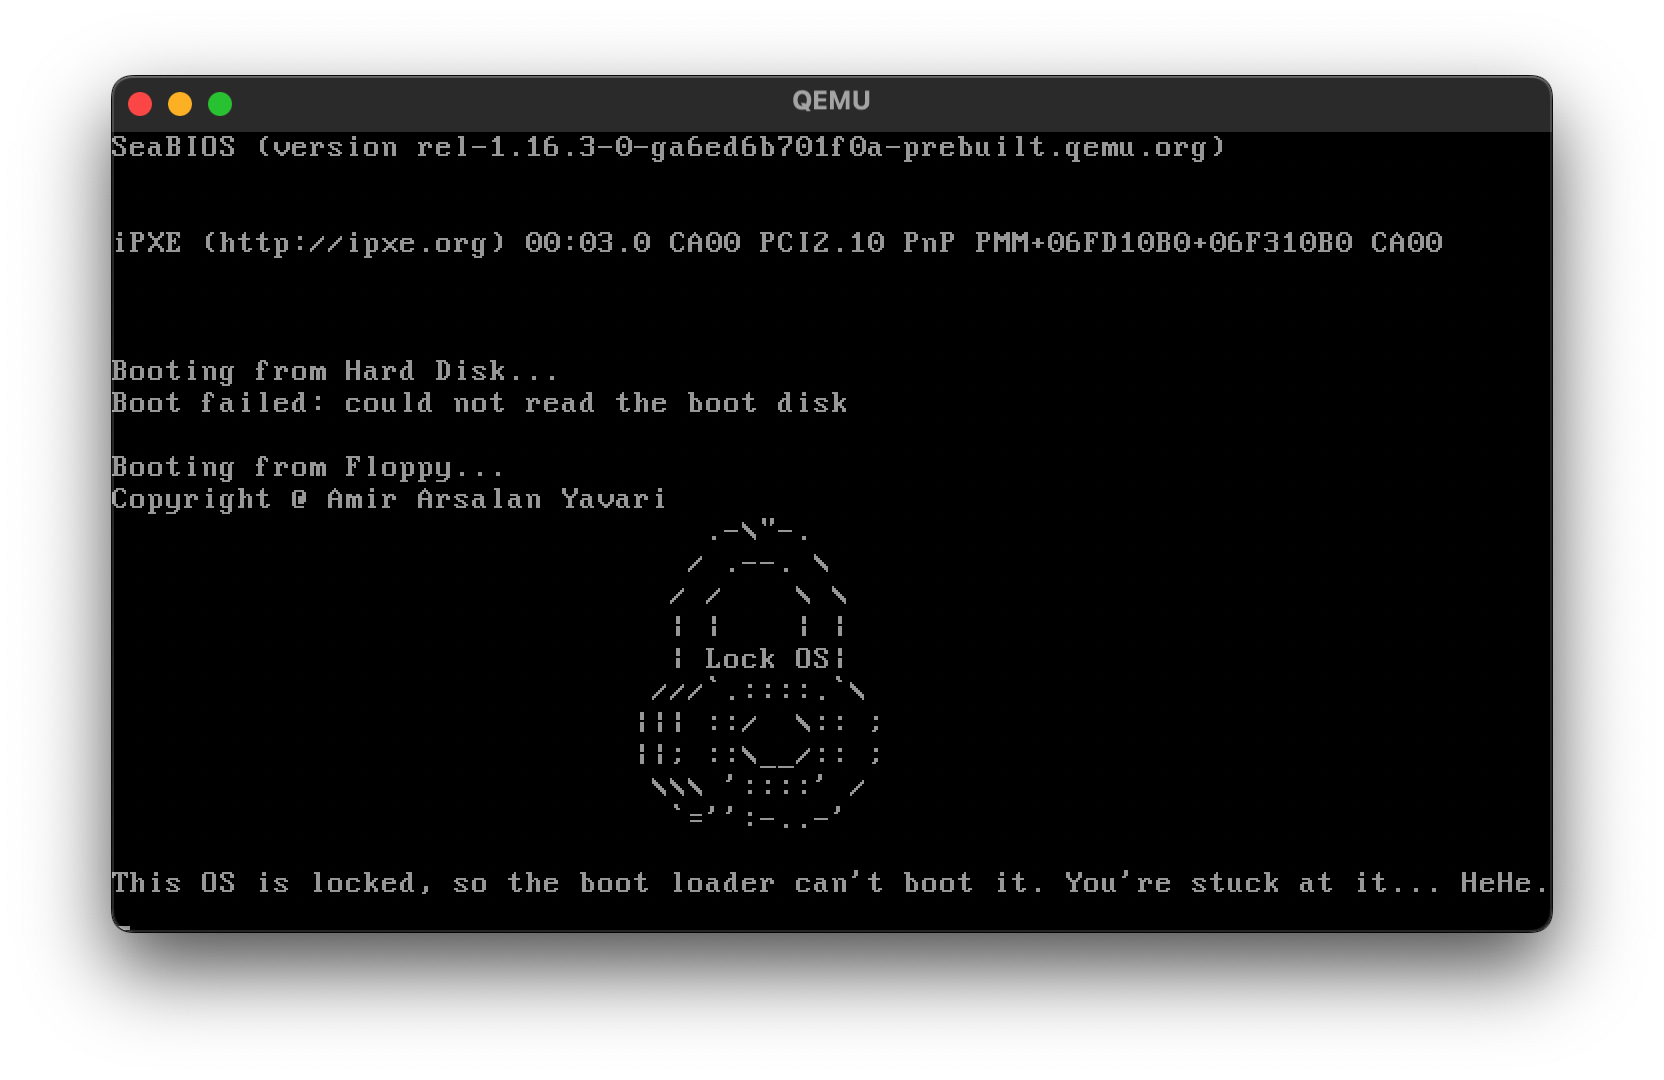 QEMU
SeaBIOS (version rel-1.16.3-0-ga6ed6b701f0a-prebuilt.qemu.org)
iPXE (http://ipxe.org) 00:03.0 CA00 PCI2.10 PnP PMM+06FD10B0+06F310B0 CA00
Booting from Hard Disk...
Boot failed: could not read the boot disk
Booting from Floppy...
Copyright @ Amir Arsalan Yavari
Lock OS
This OS is locked, so the boot loader can't boot it. You're stuck at it... HeHe.